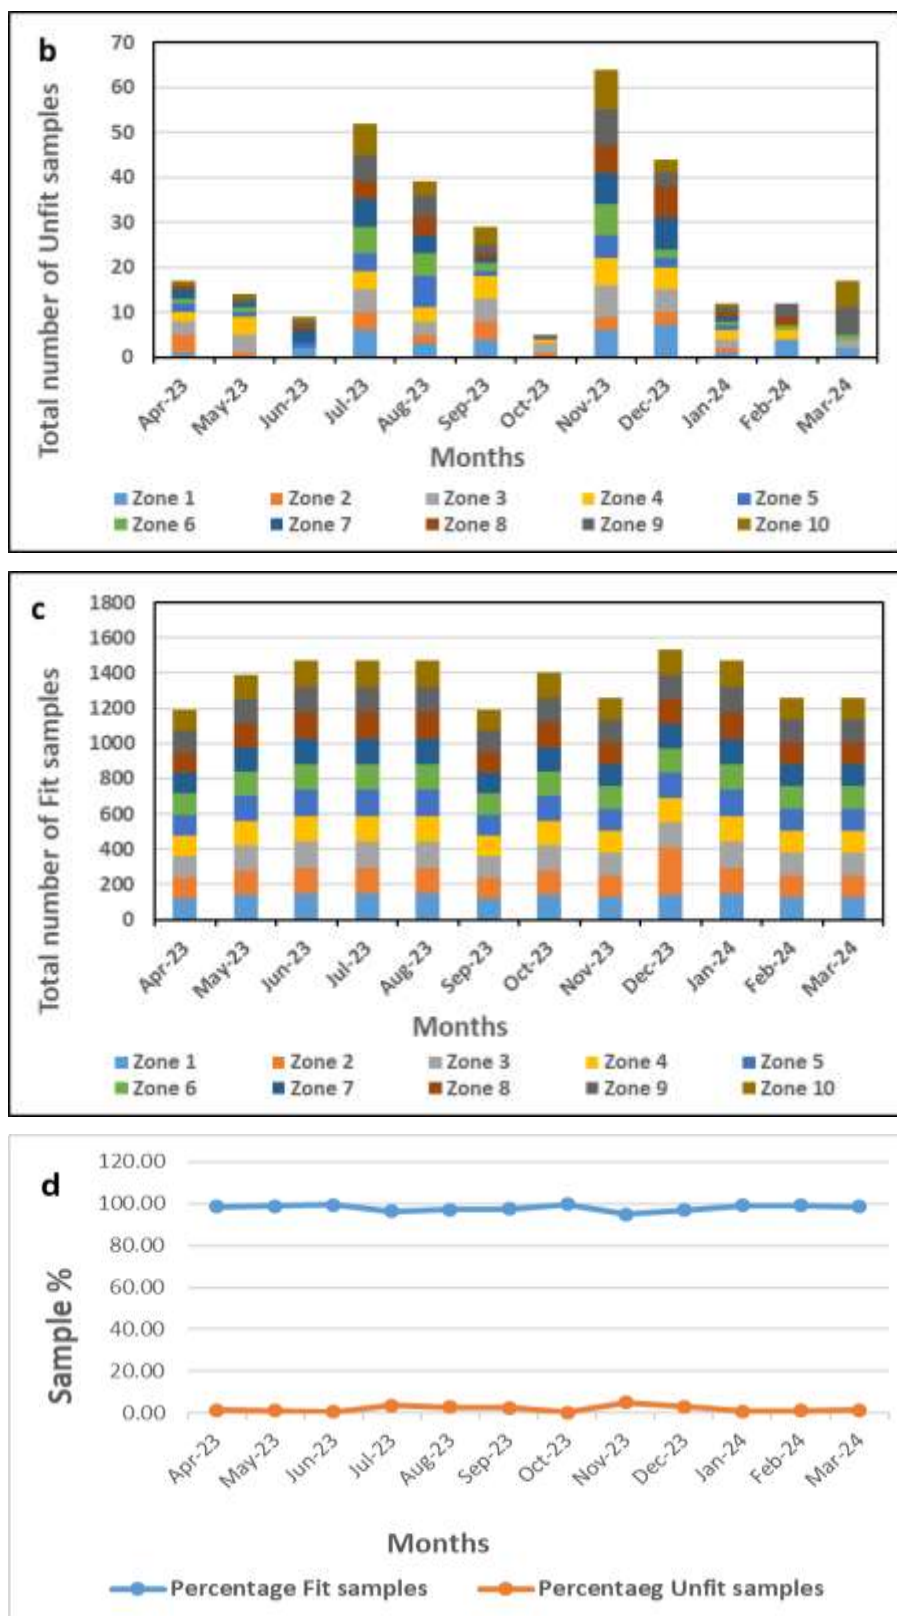 b
Total number of Unfit samples
70
60
50
40
30
20
10
0
Apr-23 May-23 Jun-23 Jul-23 Aug-23 Sep-23 Oct-23 Nov-23 Dec-23 Jan-24 Feb-24 Mar-24
Months
Zone 1 Zone 2 Zone 3 Zone 4 Zone 5
Zone 6 Zone 7 Zone 8 Zone 9 Zone 10
c
Total number of Fit samples
1800
1600
1400
1200
1000
800
600
400
200
0
Apr-23 May-23 Jun-23 Jul-23 Aug-23 Sep-23 Oct-23 Nov-23 Dec-23 Jan-24 Feb-24 Mar-24
Months
Zone 1 Zone 2 Zone 3 Zone 4 Zone 5
Zone 6 Zone 7 Zone 8 Zone 9 Zone 10
d
Sample %
120.00
100.00
80.00
60.00
40.00
20.00
0.00
Apr-23 May-23 Jun-23 Jul-23 Aug-23 Sep-23 Oct-23 Nov-23 Dec-23 Jan-24 Feb-24 Mar-24
Months
Percentage Fit samples Percentaeg Unfit samples